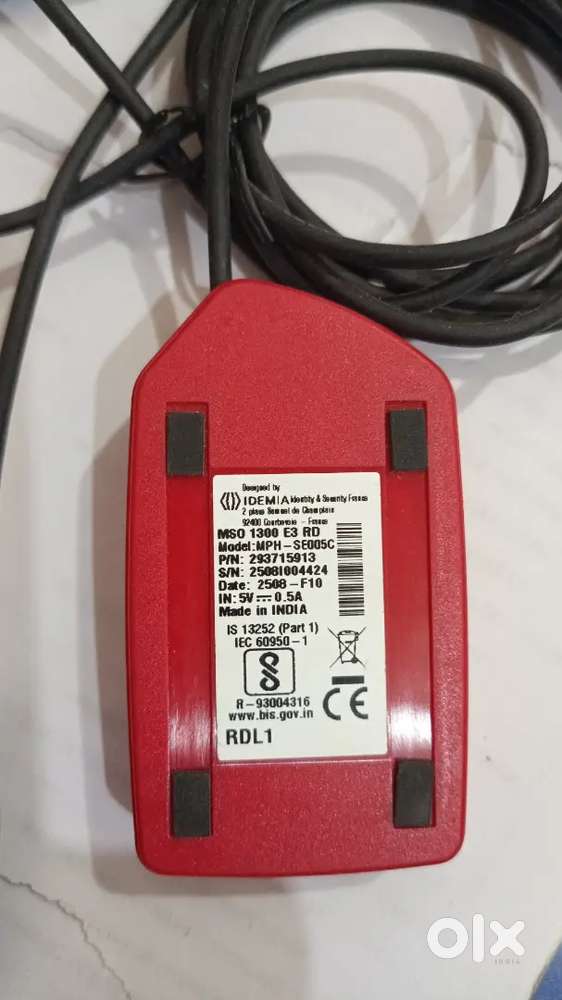 Designed by
IDEMIA Identity & Security France
2 place Samuel de Champlain
92400 Courbevoie - France
MSO 1300 E3 RD
Model:MPH-SE005C
P/N: 293715913
S/N: 2508I004424
Date: 2508-F10
IN: 5V 0.5A
Made in INDIA
IS 13252 (Part 1)
IEC 60950-1
R-93004316
www.bis.gov.in
CE
RDL1
olx
INDIA